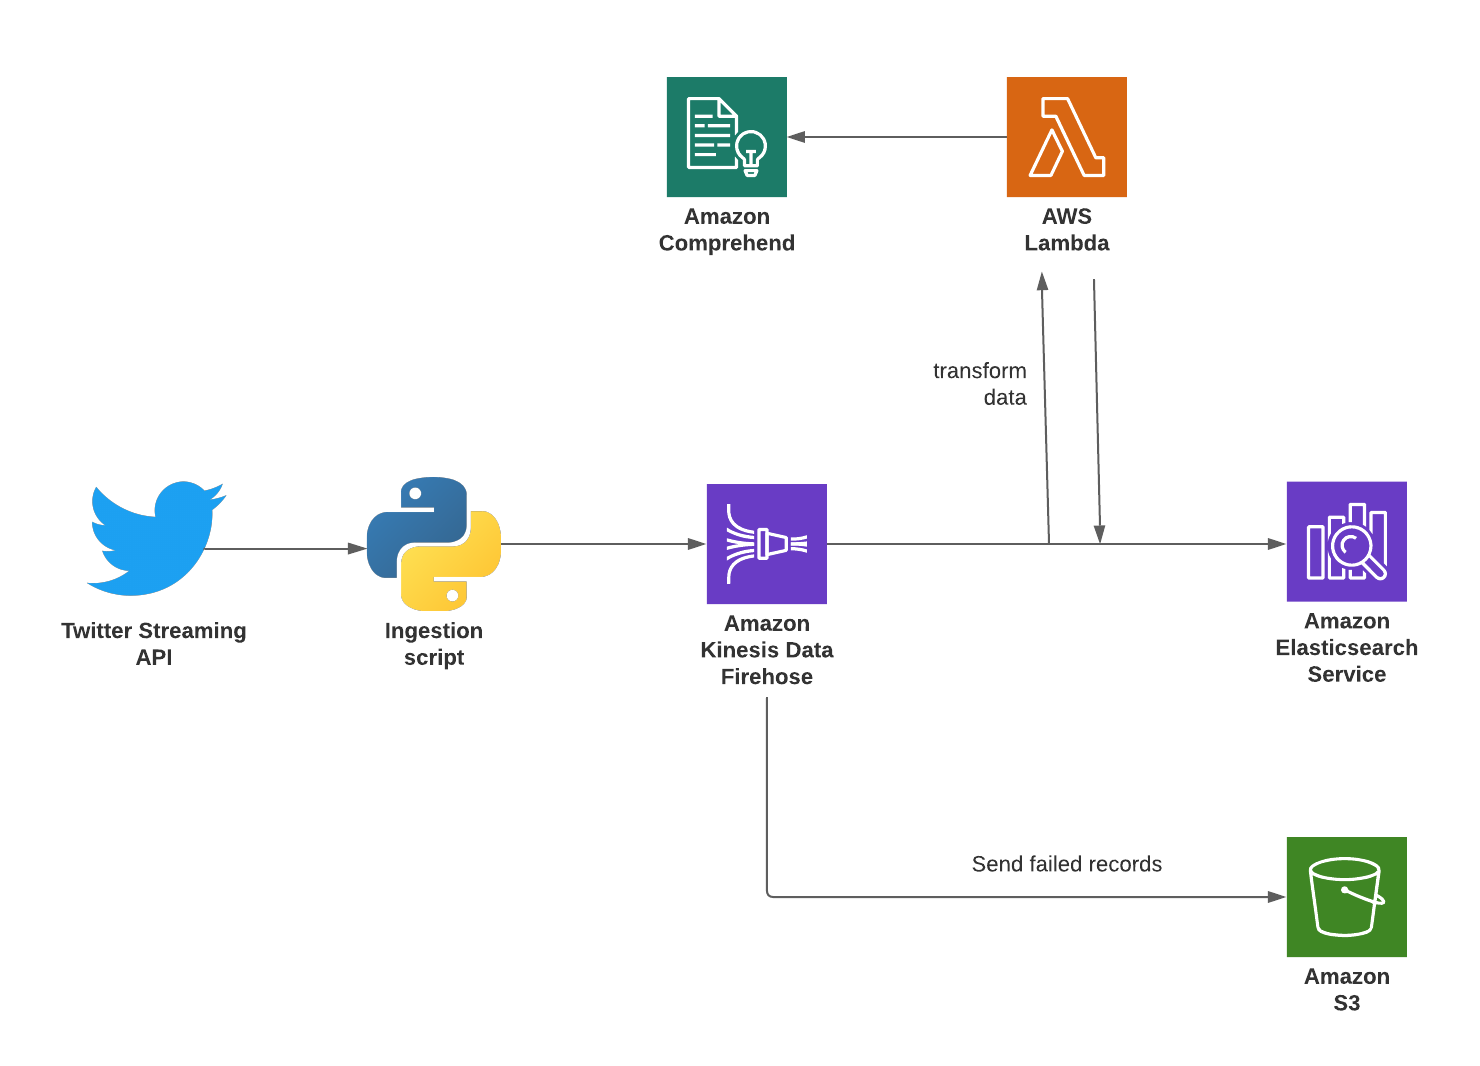 Amazon
Comprehend
AWS
Lambda
transform
data
Twitter Streaming
API
Ingestion
script
Amazon
Kinesis Data
Firehose
Amazon
Elasticsearch
Service
Send failed records
Amazon
S3